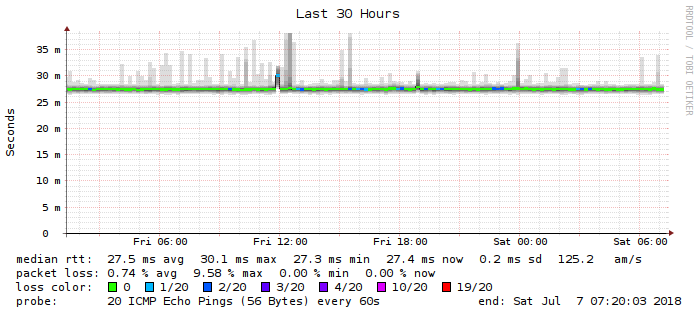 Last 30 Hours
RRDTOOL / TOBI OETIKER
Seconds
35 m
30 m
25 m
20 m
15 m
10 m
5 m
0
Fri 06:00 Fri 12:00 Fri 18:00 Sat 00:00 Sat 06:00
median rtt: 27.5 ms avg 30.1 ms max 27.3 ms min 27.4 ms now 0.2 ms sd 125.2 am/s
packet loss: 0.74 % avg 9.58 % max 0.00 % min 0.00 % now
loss color: 0 1/20 2/20 3/20 4/20 10/20 19/20
probe: 20 ICMP Echo Pings (56 Bytes) every 60s end: Sat Jul 7 07:20:03 2018